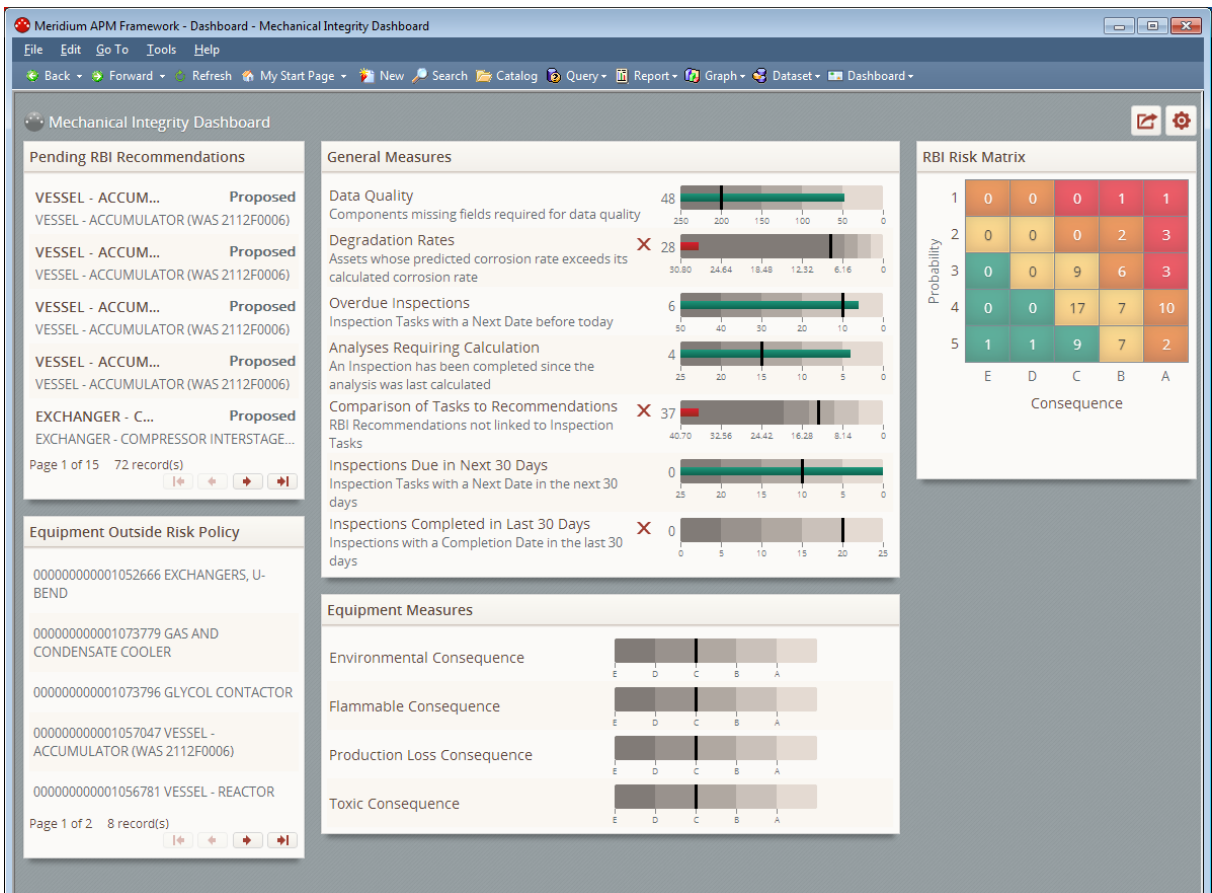 Meridium APM Framework - Dashboard - Mechanical Integrity Dashboard
File Edit Go To Tools Help
Back Forward Refresh My Start Page New Search Catalog Query Report Graph Dataset Dashboard
Mechanical Integrity Dashboard
Pending RBI Recommendations
VESSEL - ACCUM... Proposed
VESSEL - ACCUMULATOR (WAS 2112F0006)
VESSEL - ACCUM... Proposed
VESSEL - ACCUMULATOR (WAS 2112F0006)
VESSEL - ACCUM... Proposed
VESSEL - ACCUMULATOR (WAS 2112F0006)
VESSEL - ACCUM... Proposed
VESSEL - ACCUMULATOR (WAS 2112F0006)
EXCHANGER - C... Proposed
EXCHANGER - COMPRESSOR INTERSTAGE...
Page 1 of 15 72 record(s)
Equipment Outside Risk Policy
000000000001052666 EXCHANGERS, U-
BEND
000000000001073779 GAS AND
CONDENSATE COOLER
000000000001073796 GLYCOL CONTACTOR
000000000001057047 VESSEL -
ACCUMULATOR (WAS 2112F0006)
000000000001056781 VESSEL - REACTOR
Page 1 of 2 8 record(s)
General Measures
Data Quality
Components missing fields required for data quality
48
250 200 150 100 50 0
Degradation Rates
Assets whose predicted corrosion rate exceeds its
calculated corrosion rate
28
30.80 24.64 18.48 12.32 6.16 0
Overdue Inspections
Inspection Tasks with a Next Date before today
6
50 40 30 20 10 0
Analyses Requiring Calculation
An Inspection has been completed since the
analysis was last calculated
4
25 20 15 10 5 0
Comparison of Tasks to Recommendations
RBI Recommendations not linked to Inspection
Tasks
37
40.70 32.56 24.42 16.28 8.14 0
Inspections Due in Next 30 Days
Inspection Tasks with a Next Date in the next 30
days
0
25 20 15 10 5 0
Inspections Completed in Last 30 Days
Inspections with a Completion Date in the last 30
days
0
0 5 10 15 20 25
Equipment Measures
Environmental Consequence
E D C B A
Flammable Consequence
E D C B A
Production Loss Consequence
E D C B A
Toxic Consequence
E D C B A
RBI Risk Matrix
Probability
1 0 0 0 1 1
2 0 0 0 2 3
3 0 0 9 6 3
4 0 0 17 7 10
5 1 1 9 7 2
E D C B A
Consequence